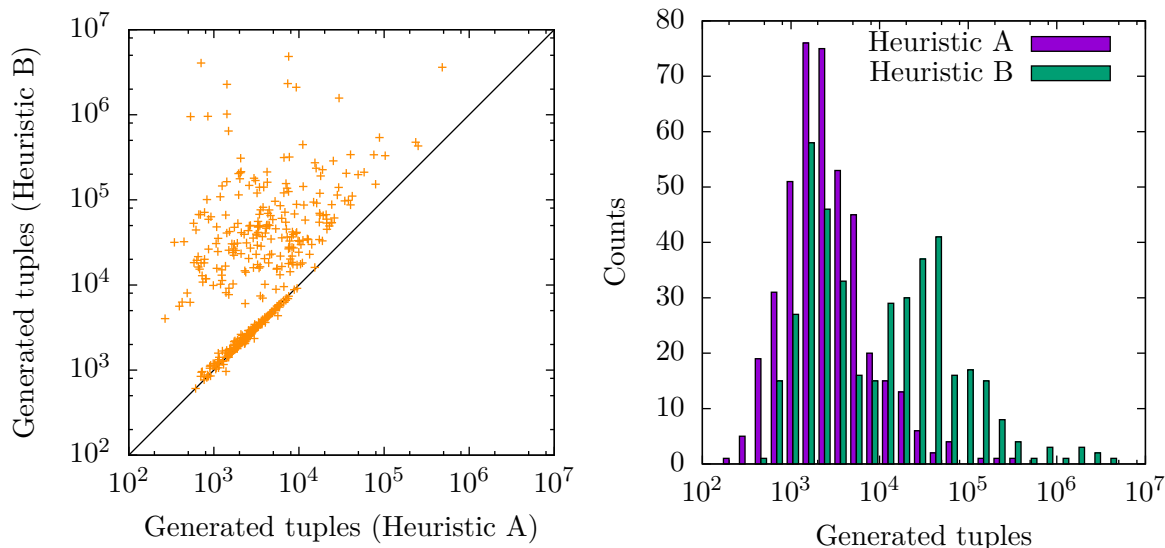 Generated tuples (Heuristic B)
10^7
10^6
10^5
10^4
10^3
10^2
10^2 10^3 10^4 10^5 10^6 10^7
Generated tuples (Heuristic A)
Counts
80
70
60
50
40
30
20
10
0
Heuristic A
Heuristic B
10^2 10^3 10^4 10^5 10^6 10^7
Generated tuples